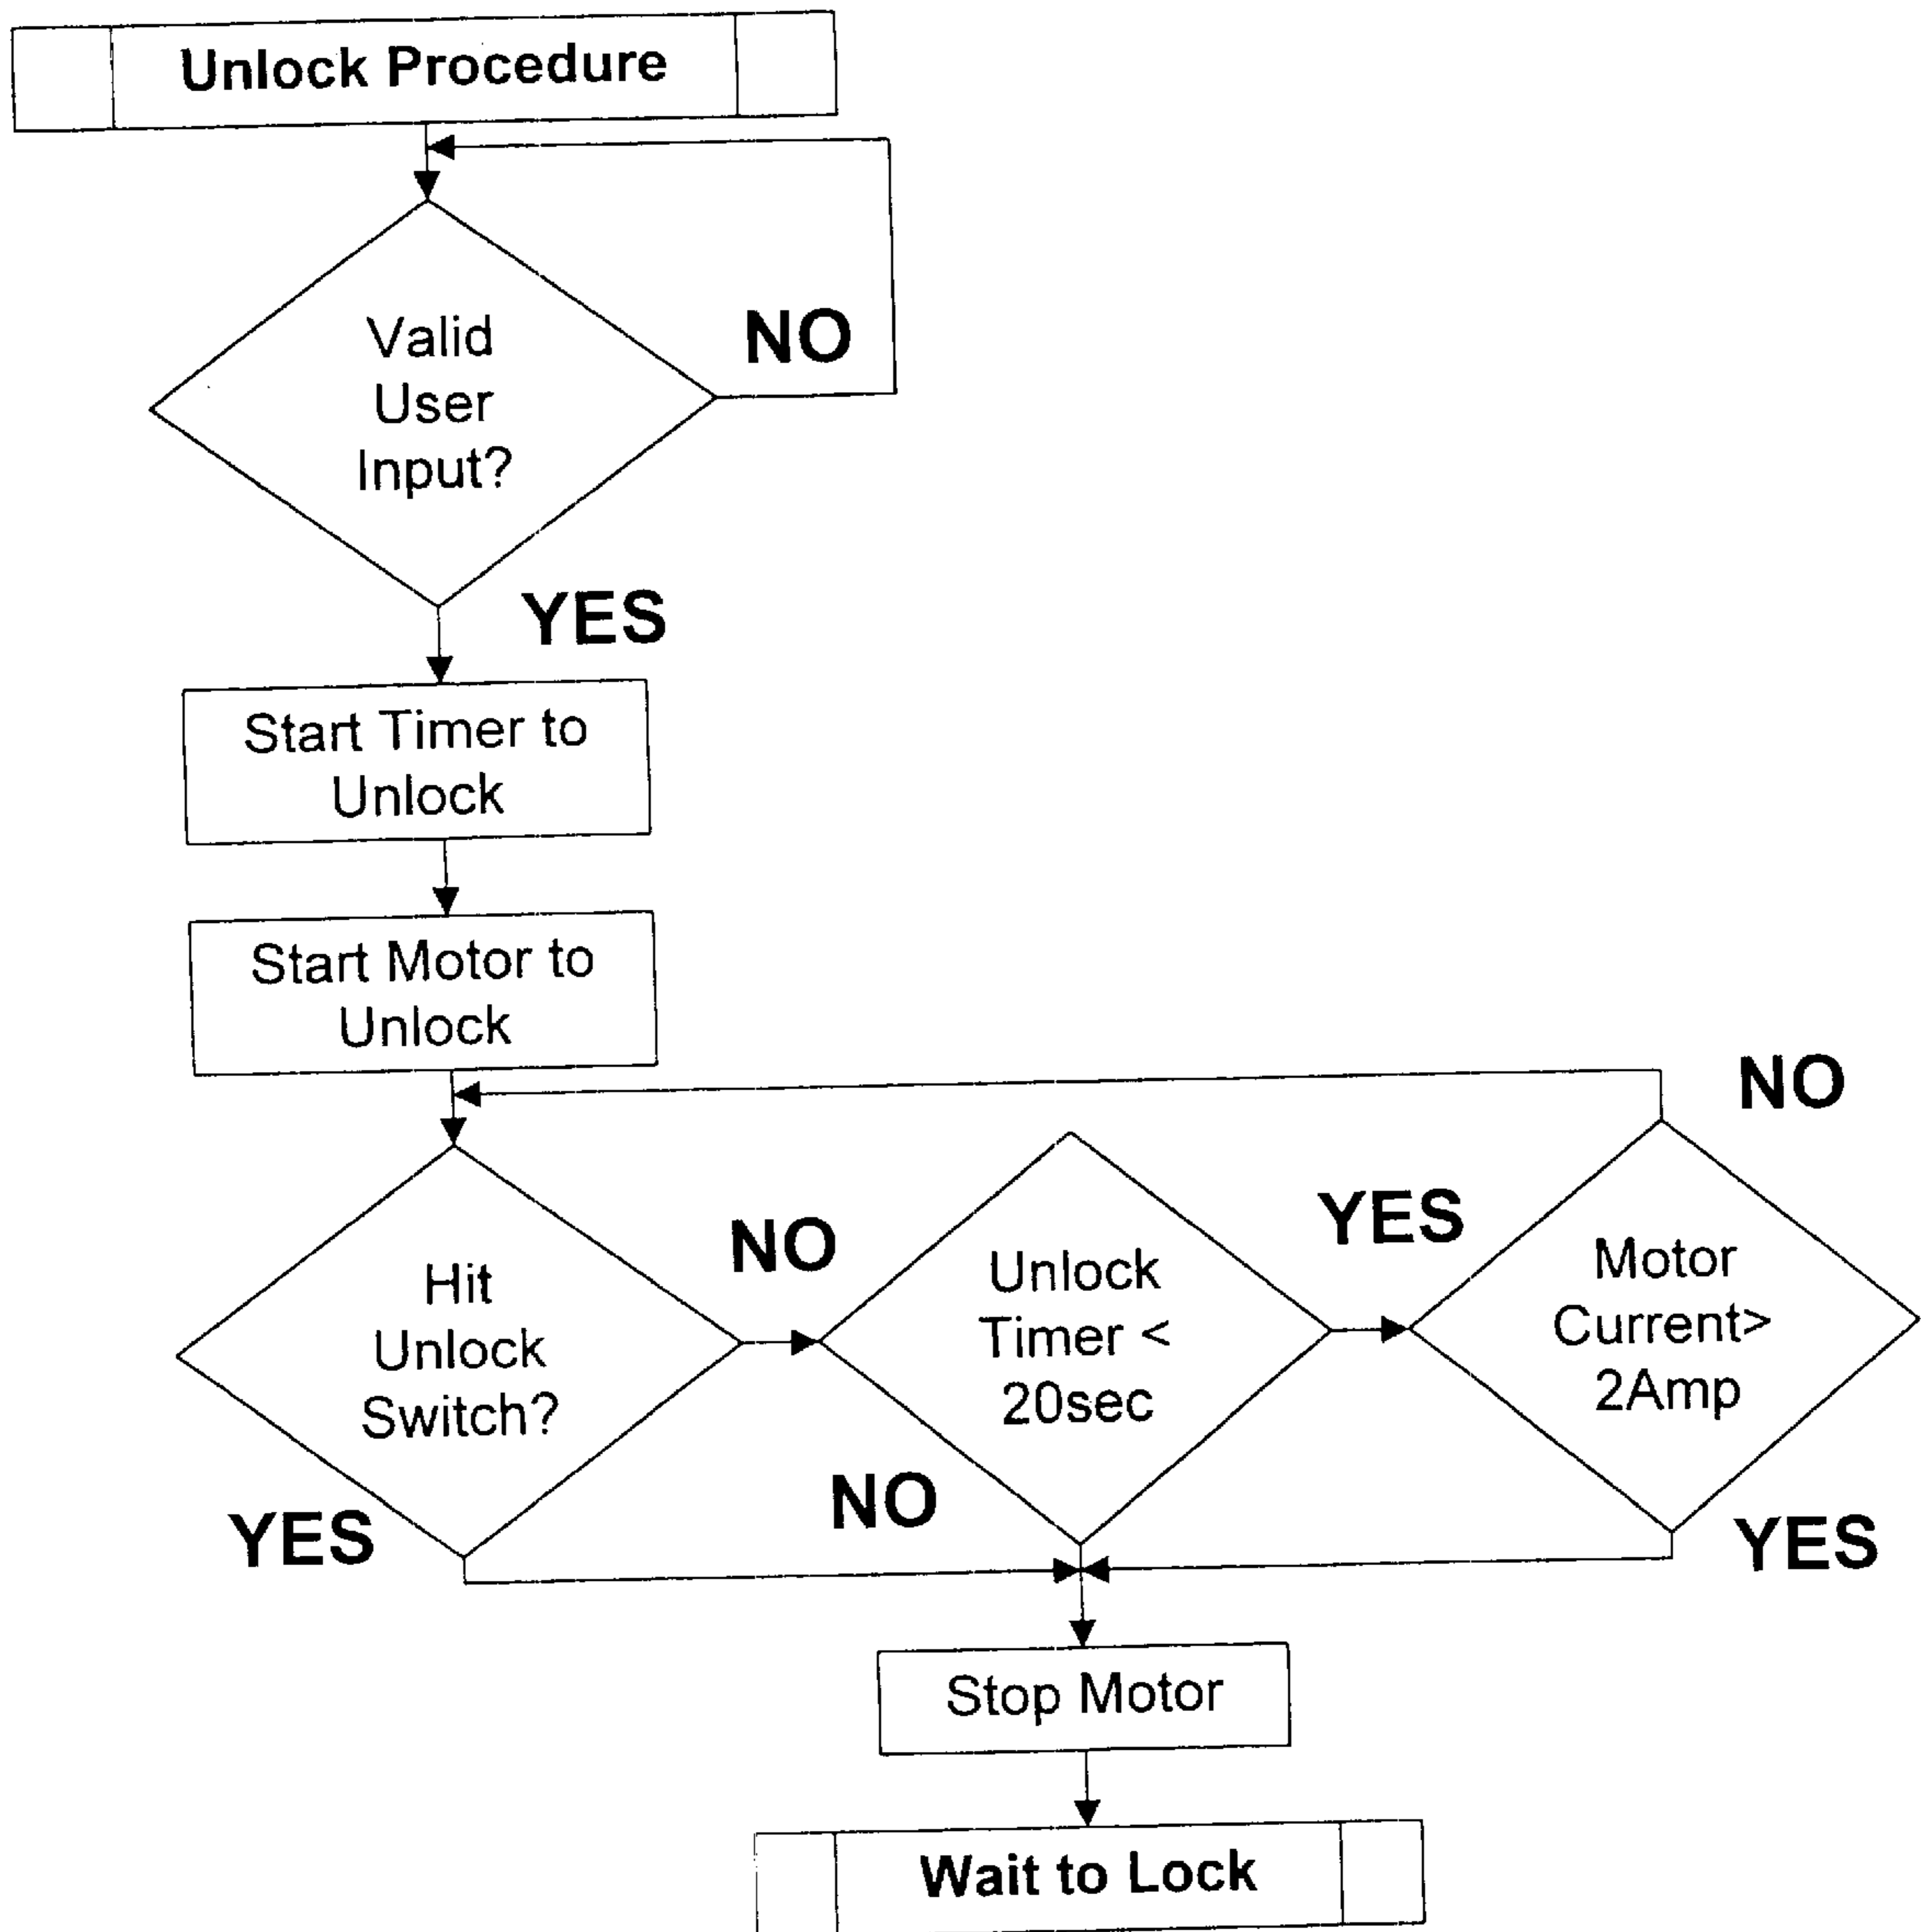 Unlock Procedure
Valid
User
Input?
NO
YES
Start Timer to
Unlock
Start Motor to
Unlock
NO
Hit
Unlock
Switch?
NO
Unlock
Timer <
20sec
YES
Motor
Current>
2Amp
YES
NO
YES
Stop Motor
Wait to Lock